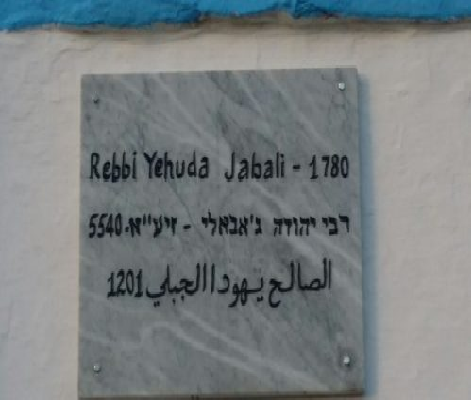 Rebbi Yehuda Jabali - 1780
רבי יהודה ג'אבאלי - זיע"א.5540
الصالح يهودا الجبلي 1201